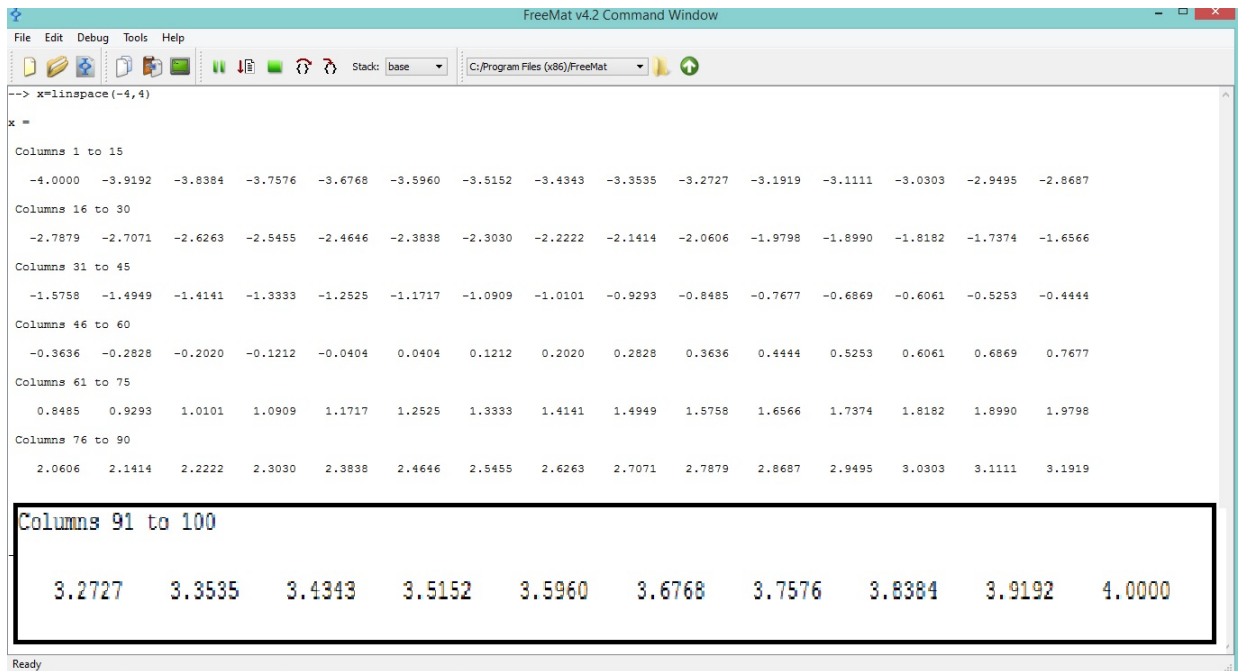 FreeMat v4.2 Command Window
File Edit Debug Tools Help
Stack: base C:/Program Files (x86)/FreeMat
--> x=linspace(-4,4)
x =
Columns 1 to 15
-4.0000 -3.9192 -3.8384 -3.7576 -3.6768 -3.5960 -3.5152 -3.4343 -3.3535 -3.2727 -3.1919 -3.1111 -3.0303 -2.9495 -2.8687
Columns 16 to 30
-2.7879 -2.7071 -2.6263 -2.5455 -2.4646 -2.3838 -2.3030 -2.2222 -2.1414 -2.0606 -1.9798 -1.8990 -1.8182 -1.7374 -1.6566
Columns 31 to 45
-1.5758 -1.4949 -1.4141 -1.3333 -1.2525 -1.1717 -1.0909 -1.0101 -0.9293 -0.8485 -0.7677 -0.6869 -0.6061 -0.5253 -0.4444
Columns 46 to 60
-0.3636 -0.2828 -0.2020 -0.1212 -0.0404 0.0404 0.1212 0.2020 0.2828 0.3636 0.4444 0.5253 0.6061 0.6869 0.7677
Columns 61 to 75
0.8485 0.9293 1.0101 1.0909 1.1717 1.2525 1.3333 1.4141 1.4949 1.5758 1.6566 1.7374 1.8182 1.8990 1.9798
Columns 76 to 90
2.0606 2.1414 2.2222 2.3030 2.3838 2.4646 2.5455 2.6263 2.7071 2.7879 2.8687 2.9495 3.0303 3.1111 3.1919
Columns 91 to 100
3.2727 3.3535 3.4343 3.5152 3.5960 3.6768 3.7576 3.8384 3.9192 4.0000
Ready